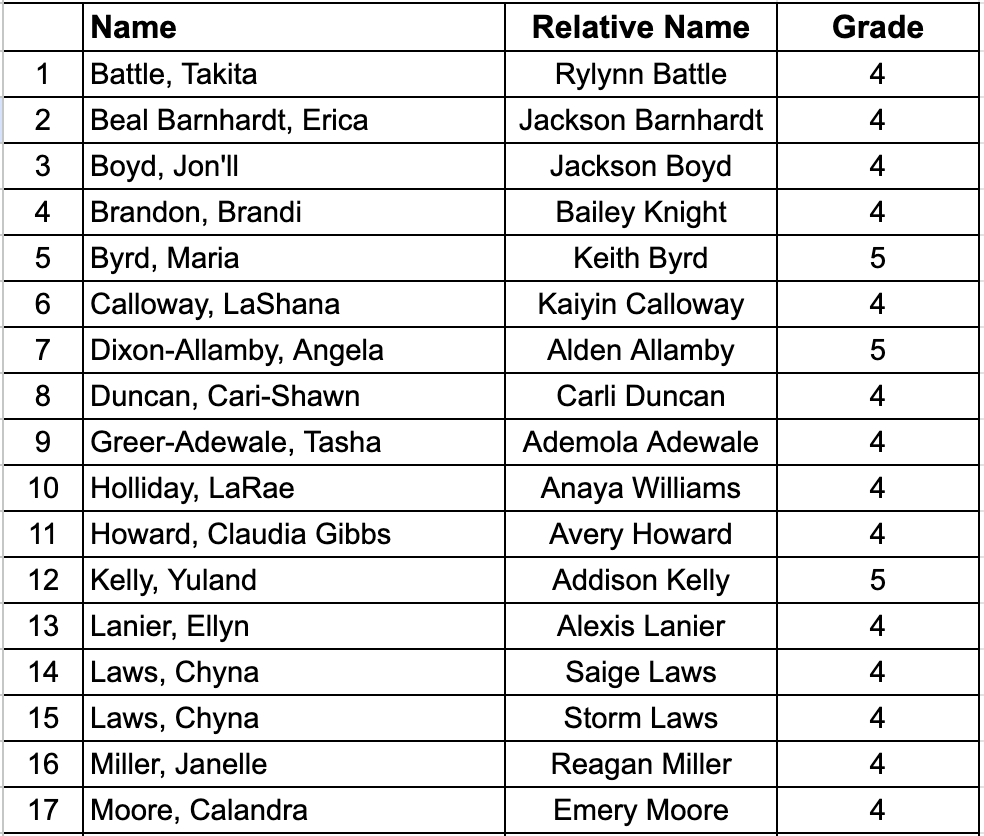 Name Relative Name Grade
1 Battle, Takita Rylynn Battle 4
2 Beal Barnhardt, Erica Jackson Barnhardt 4
3 Boyd, Jon'll Jackson Boyd 4
4 Brandon, Brandi Bailey Knight 4
5 Byrd, Maria Keith Byrd 5
6 Calloway, LaShana Kaiyin Calloway 4
7 Dixon-Allamby, Angela Alden Allamby 5
8 Duncan, Cari-Shawn Carli Duncan 4
9 Greer-Adewale, Tasha Ademola Adewale 4
10 Holliday, LaRae Anaya Williams 4
11 Howard, Claudia Gibbs Avery Howard 4
12 Kelly, Yuland Addison Kelly 5
13 Lanier, Ellyn Alexis Lanier 4
14 Laws, Chyna Saige Laws 4
15 Laws, Chyna Storm Laws 4
16 Miller, Janelle Reagan Miller 4
17 Moore, Calandra Emery Moore 4